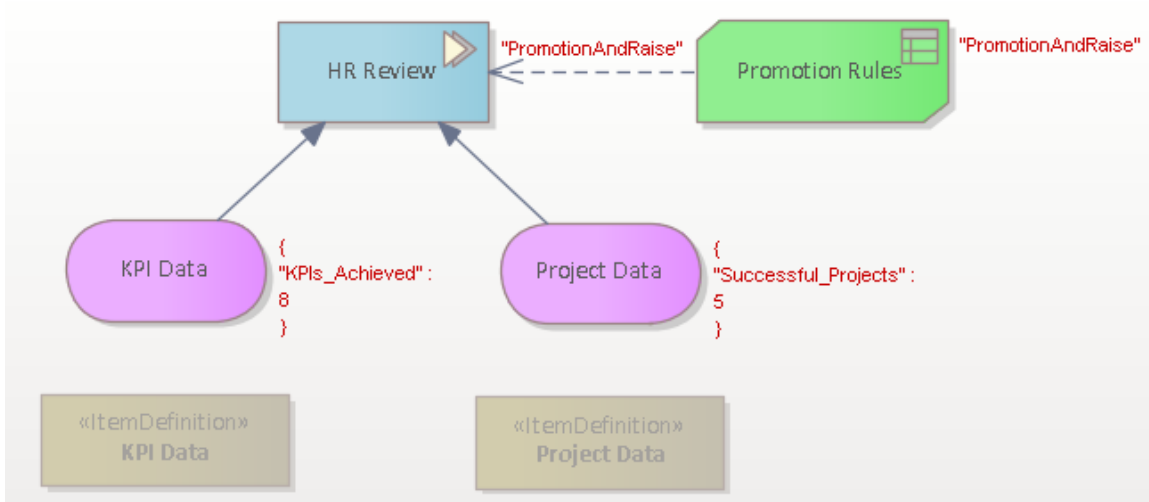 HR Review
"PromotionAndRaise"
Promotion Rules
"PromotionAndRaise"
KPI Data
{
"KPIs_Achieved" :
8
}
Project Data
{
"Successful_Projects" :
5
}
«ItemDefinition»
KPI Data
«ItemDefinition»
Project Data